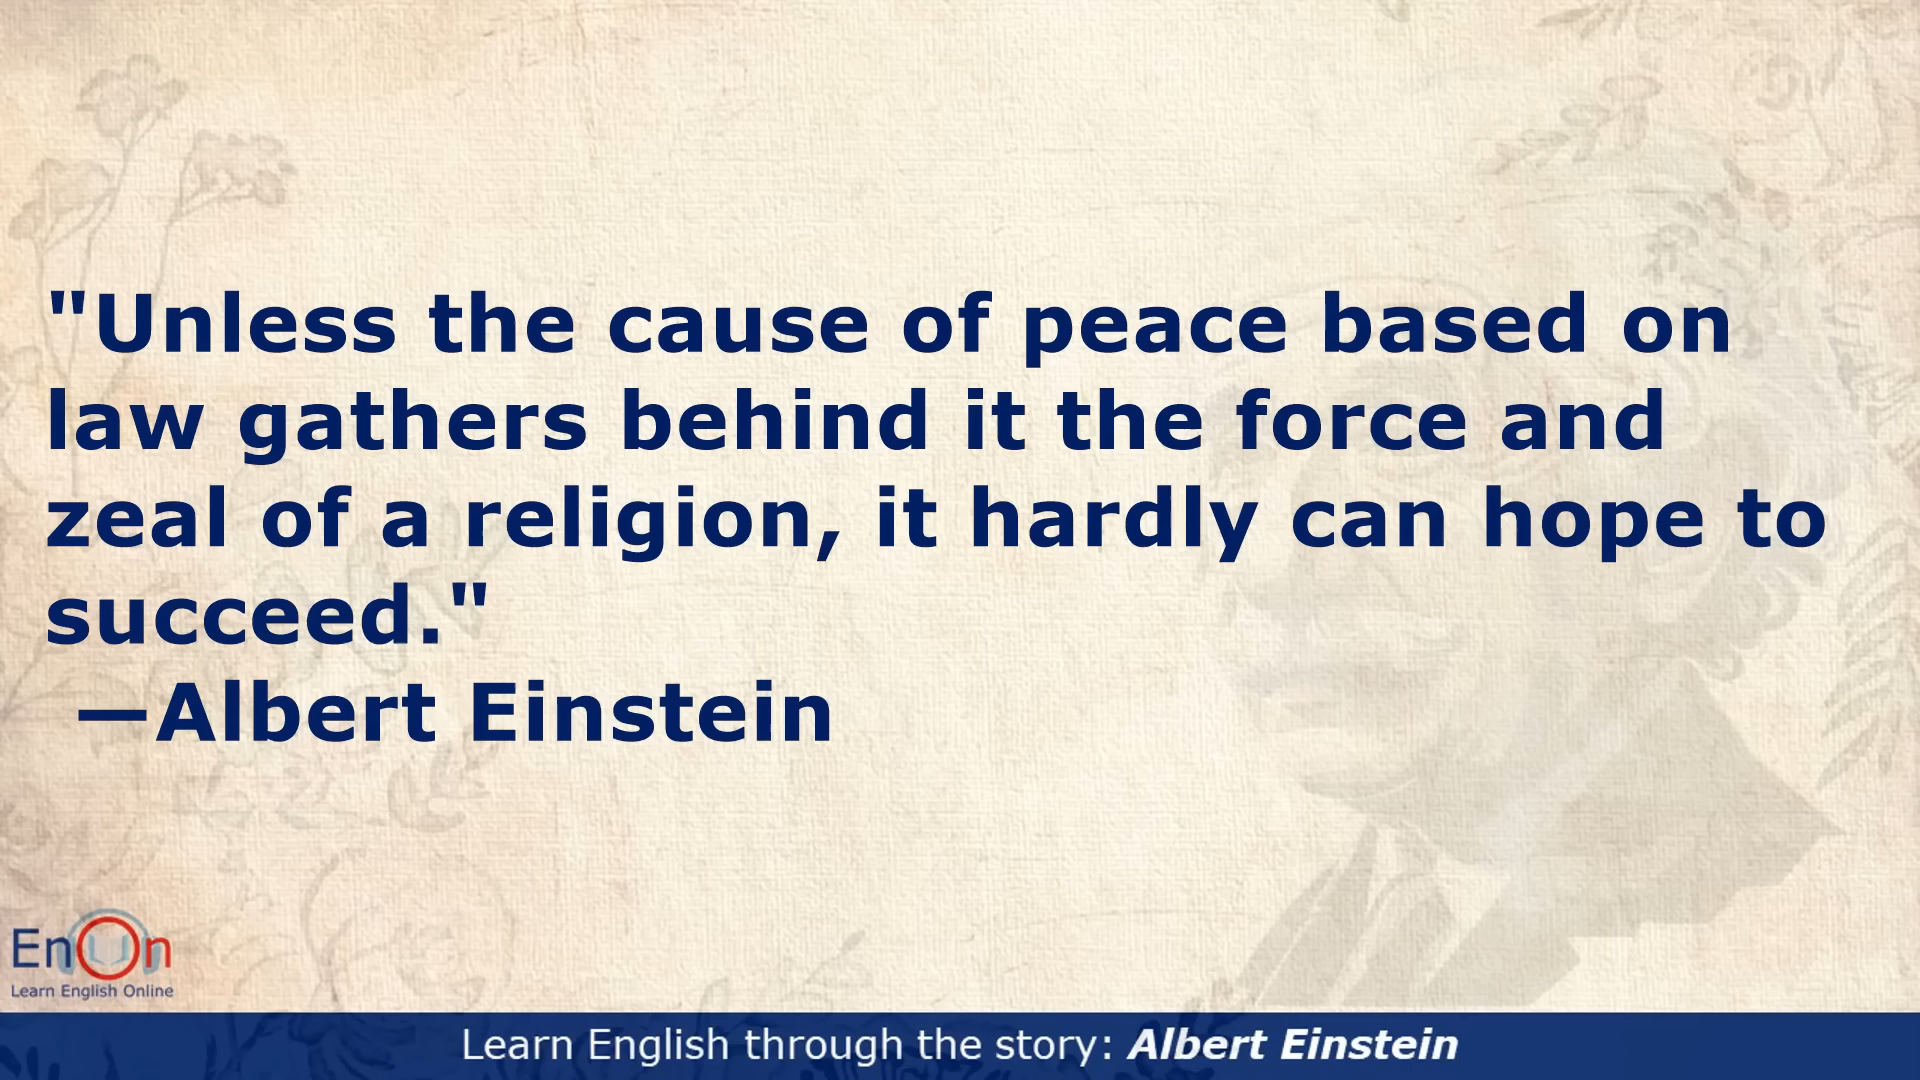 "Unless the cause of peace based on
law gathers behind it the force and
zeal of a religion, it hardly can hope to
succeed."
—Albert Einstein
EnOn
Learn English Online
Learn English through the story: Albert Einstein